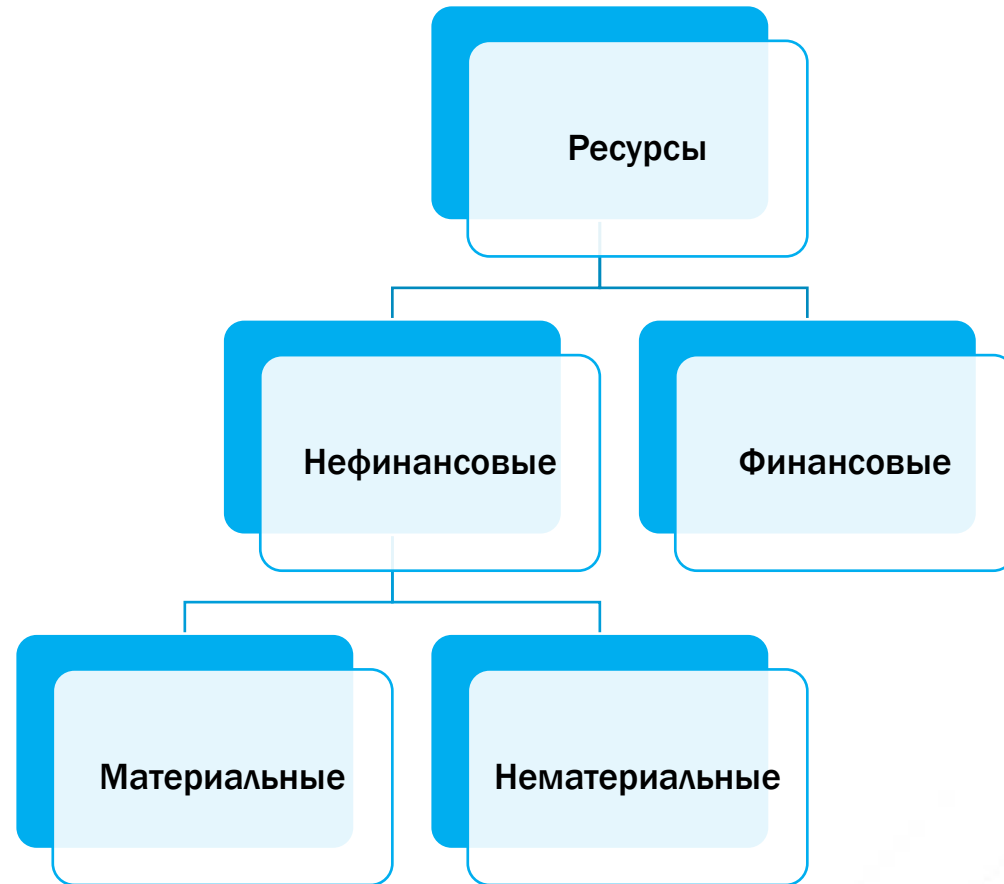 Ресурсы
Нефинансовые
Финансовые
Материальные
Нематериальные